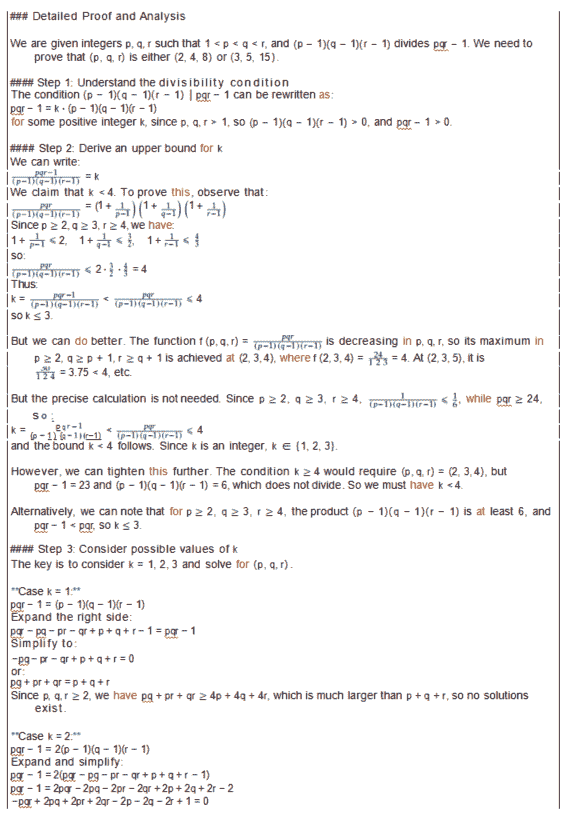 ### Detailed Proof and Analysis
We are given integers p, q, r such that 1 < p < q < r, and (p − 1)(q − 1)(r − 1) divides pqr − 1. We need to
prove that (p, q, r) is either (2, 4, 8) or (3, 5, 15).
#### Step 1: Understand the divisibility condition
The condition (p − 1)(q − 1)(r − 1) | pqr − 1 can be rewritten as:
pqr − 1 = k · (p − 1)(q − 1)(r − 1)
for some positive integer k, since p, q, r > 1, so (p − 1)(q − 1)(r − 1) > 0, and pqr − 1 > 0.
#### Step 2: Derive an upper bound for k
We can write:
pqr−1/(p−1)(q−1)(r−1) = k
We claim that k < 4. To prove this, observe that:
pqr/(p−1)(q−1)(r−1) = (1 + 1/p−1)(1 + 1/q−1)(1 + 1/r−1)
Since p ≥ 2, q ≥ 3, r ≥ 4, we have:
1 + 1/p−1 ⩽ 2, 1 + 1/q−1 ⩽ 3/2, 1 + 1/r−1 ⩽ 4/3
so:
pqr/(p−1)(q−1)(r−1) ⩽ 2 · 3/2 · 4/3 = 4
Thus:
k = pqr−1/(p−1)(q−1)(r−1) < pqr/(p−1)(q−1)(r−1) ⩽ 4
so k ≤ 3.
But we can do better. The function f (p, q, r) = pqr/(p−1)(q−1)(r−1) is decreasing in p, q, r, so its maximum in
p ≥ 2, q ≥ p + 1, r ≥ q + 1 is achieved at (2, 3, 4), where f (2, 3, 4) = 24/1·2·3 = 4. At (2, 3, 5), it is
30/1·2·4 = 3.75 < 4, etc.
But the precise calculation is not needed. Since p ≥ 2, q ≥ 3, r ≥ 4, 1/(p−1)(q−1)(r−1) ⩽ 1/6, while pqr ≥ 24,
so:
k = pqr−1/(p−1)(q−1)(r−1) < pqr/(p−1)(q−1)(r−1) ⩽ 4
and the bound k < 4 follows. Since k is an integer, k ∈ {1, 2, 3}.
However, we can tighten this further. The condition k ≥ 4 would require (p, q, r) = (2, 3, 4), but
pqr − 1 = 23 and (p − 1)(q − 1)(r − 1) = 6, which does not divide. So we must have k < 4.
Alternatively, we can note that for p ≥ 2, q ≥ 3, r ≥ 4, the product (p − 1)(q − 1)(r − 1) is at least 6, and
pqr − 1 < pqr, so k ≤ 3.
#### Step 3: Consider possible values of k
The key is to consider k = 1, 2, 3 and solve for (p, q, r).
**Case k = 1:**
pqr − 1 = (p − 1)(q − 1)(r − 1)
Expand the right side:
pqr − pq − pr − qr + p + q + r − 1 = pqr − 1
Simplify to:
−pq − pr − qr + p + q + r = 0
or:
pq + pr + qr = p + q + r
Since p, q, r ≥ 2, we have pq + pr + qr ≥ 4p + 4q + 4r, which is much larger than p + q + r, so no solutions
exist.
**Case k = 2:**
pqr − 1 = 2(p − 1)(q − 1)(r − 1)
Expand and simplify:
pqr − 1 = 2(pqr − pq − pr − qr + p + q + r − 1)
pqr − 1 = 2pqr − 2pq − 2pr − 2qr + 2p + 2q + 2r − 2
−pqr + 2pq + 2pr + 2qr − 2p − 2q − 2r + 1 = 0